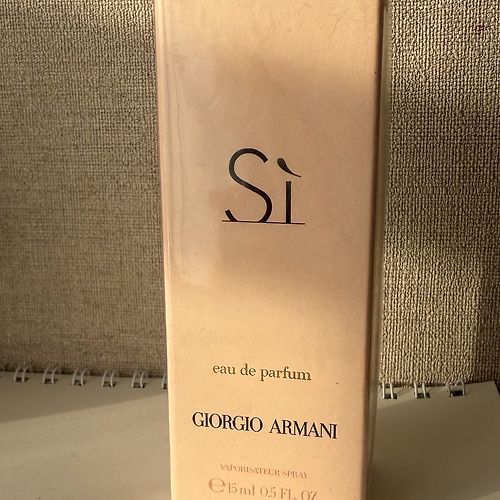 Sì
eau de parfum
GIORGIO ARMANI
VAPORISATEUR SPRAY
℮ 15 ml 0.5 FL. OZ